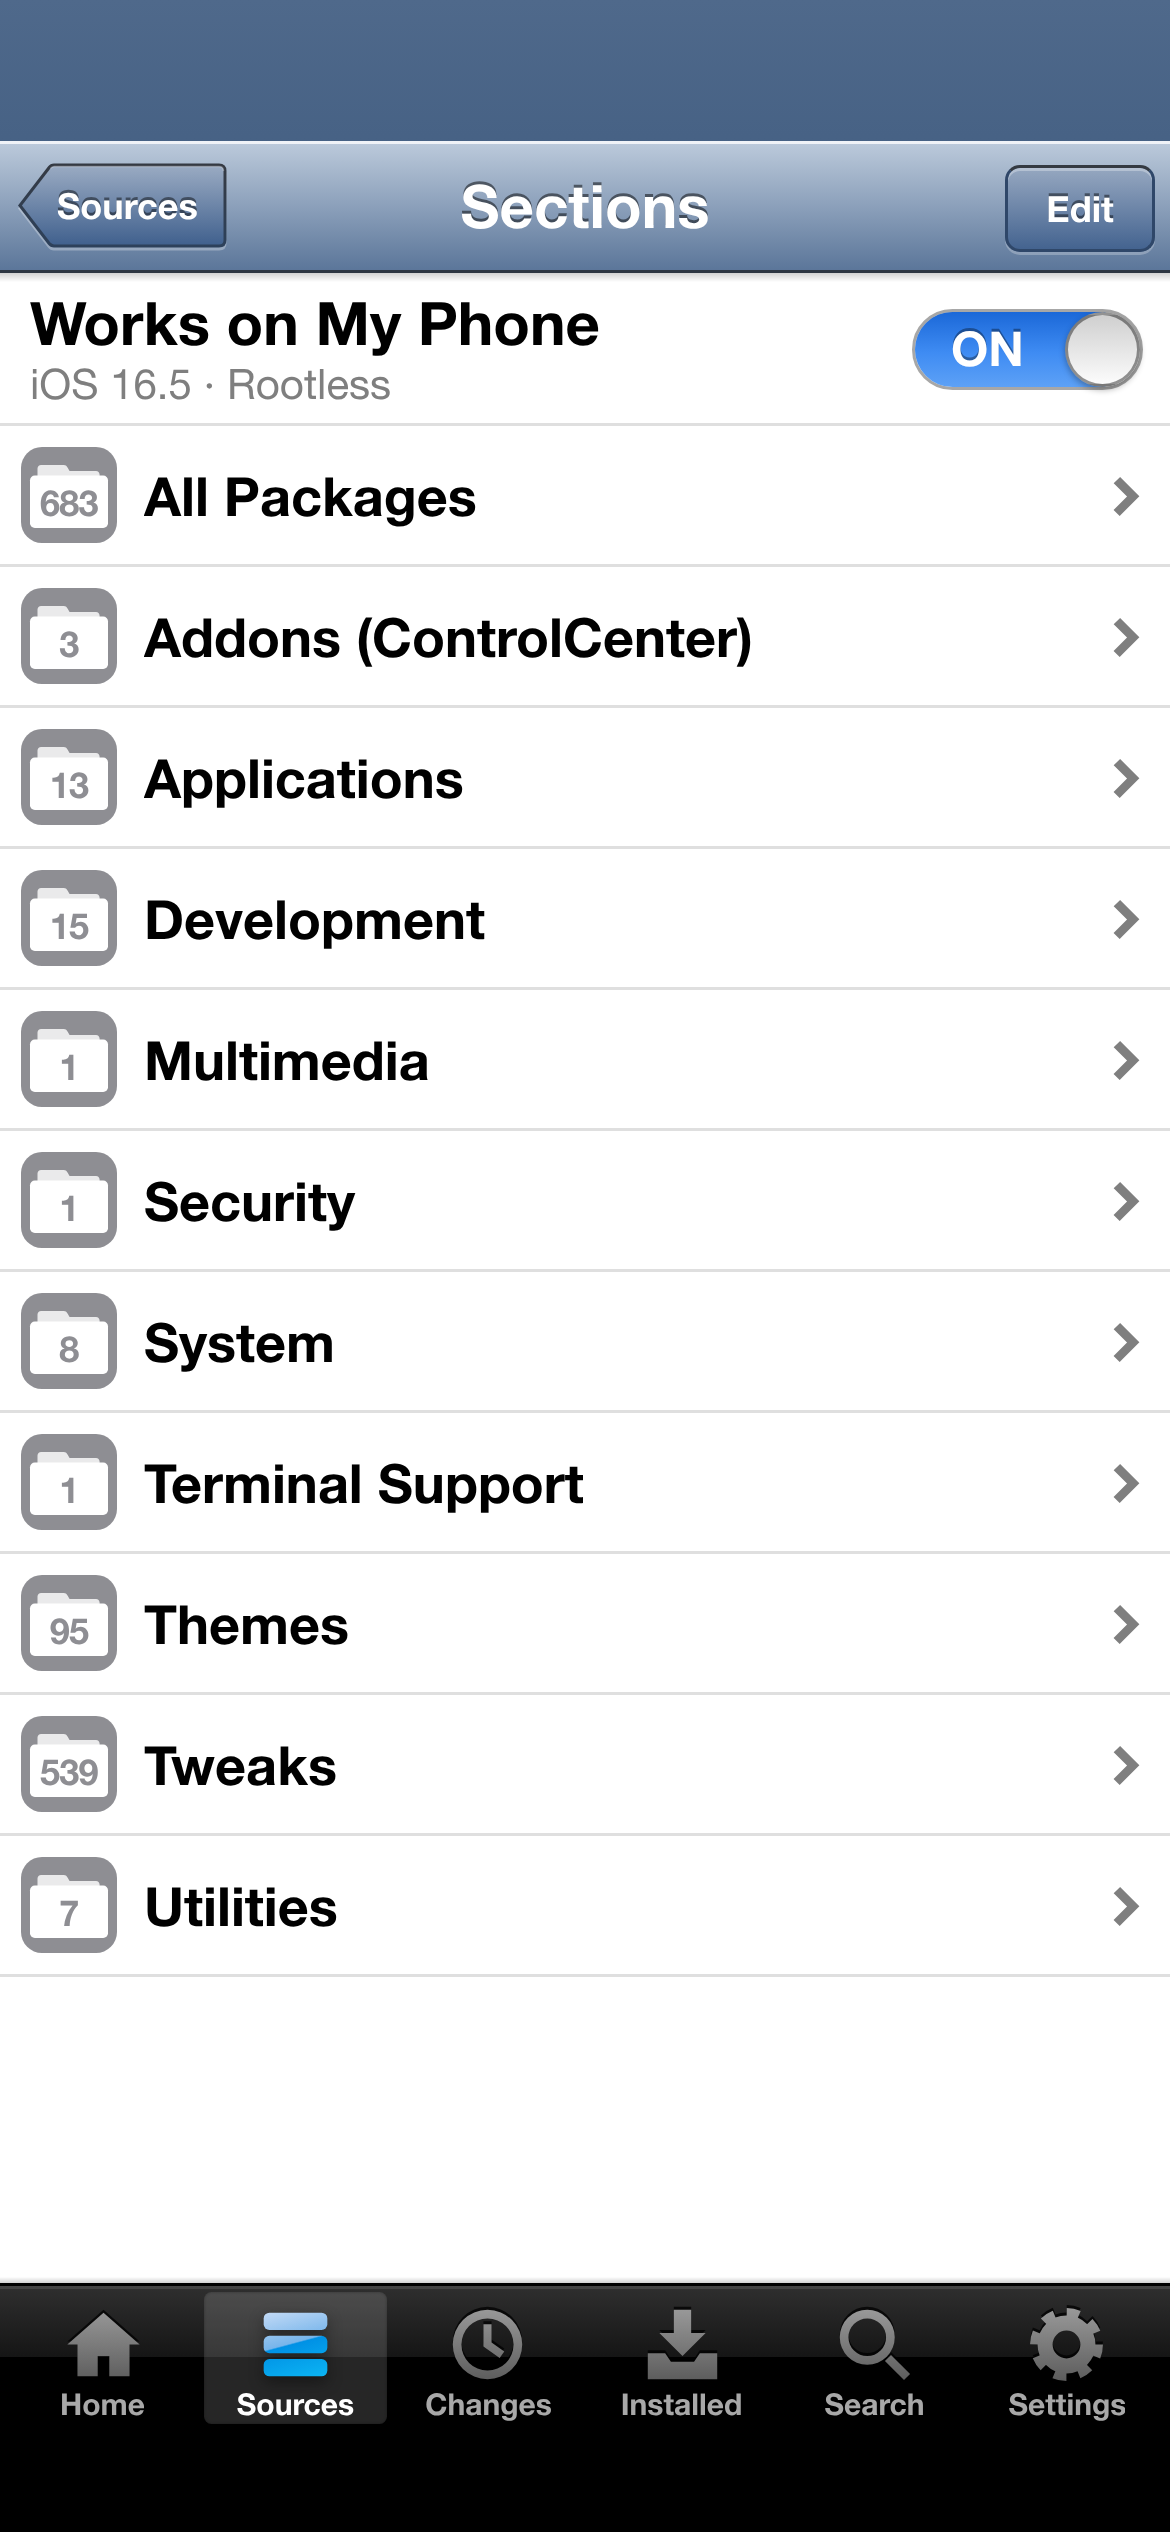 Sources
Sections
Edit
Works on My Phone
ON
iOS 16.5 · Rootless
683
All Packages
3
Addons (ControlCenter)
13
Applications
15
Development
1
Multimedia
1
Security
8
System
1
Terminal Support
95
Themes
539
Tweaks
7
Utilities
Home
Sources
Changes
Installed
Search
Settings